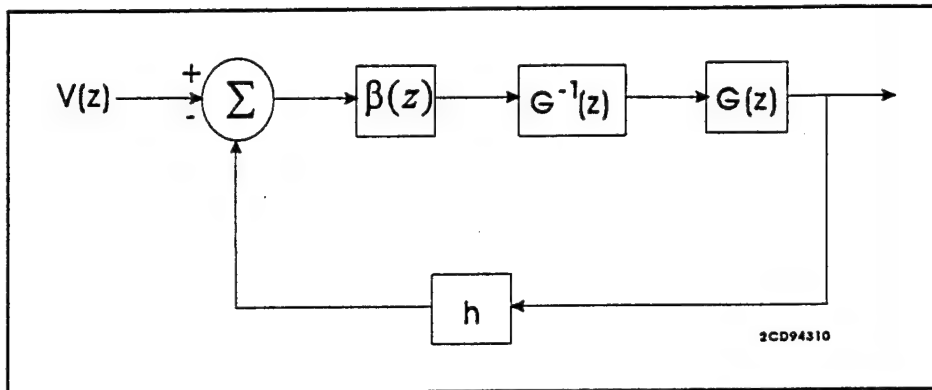 V(z)
+
-
Σ
β(z)
G⁻¹(z)
G(z)
h
2CD94310